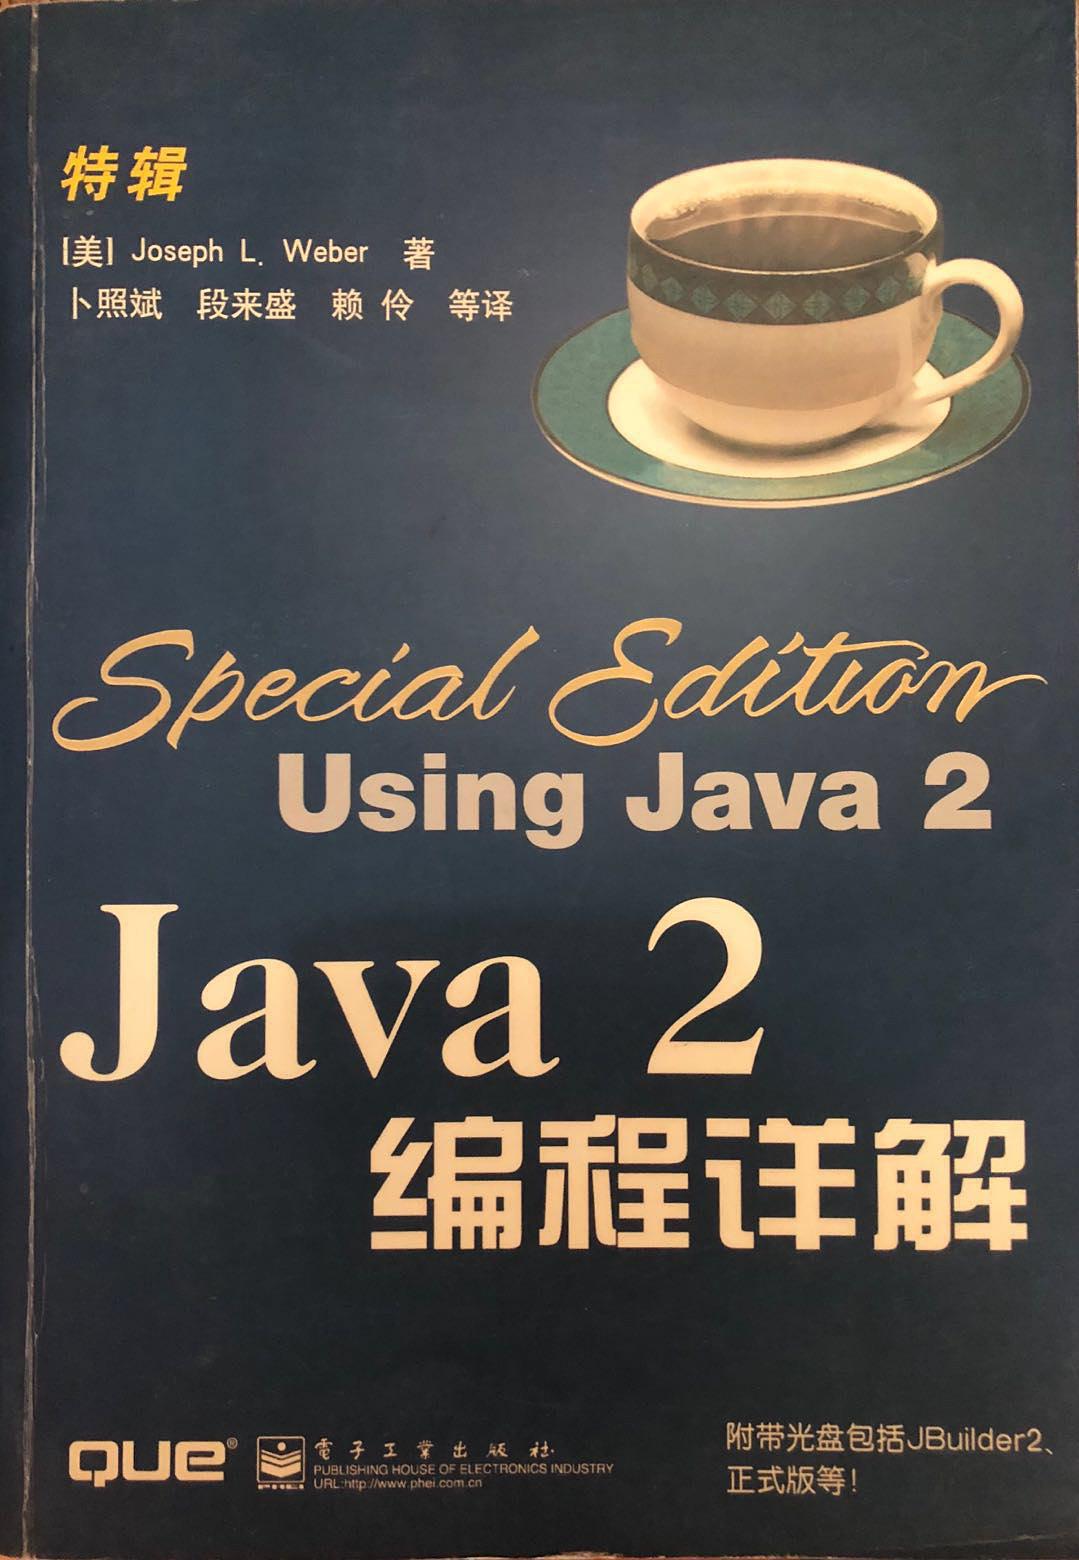 特辑
[美] Joseph L. Weber 著
卜照斌 段来盛 赖 伶 等译
Special Edition
Using Java 2
Java 2
编程详解
que®
電子工業出版社
PUBLISHING HOUSE OF ELECTRONICS INDUSTRY
URL:http://www.phei.com.cn
附带光盘包括JBuilder2、
正式版等!